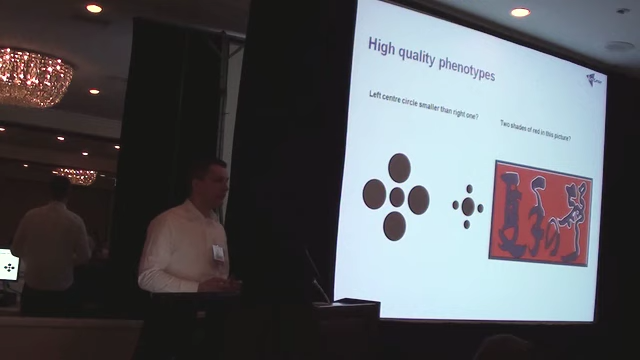 High quality phenotypes
Left centre circle smaller than right one?
Two shades of red in this picture?